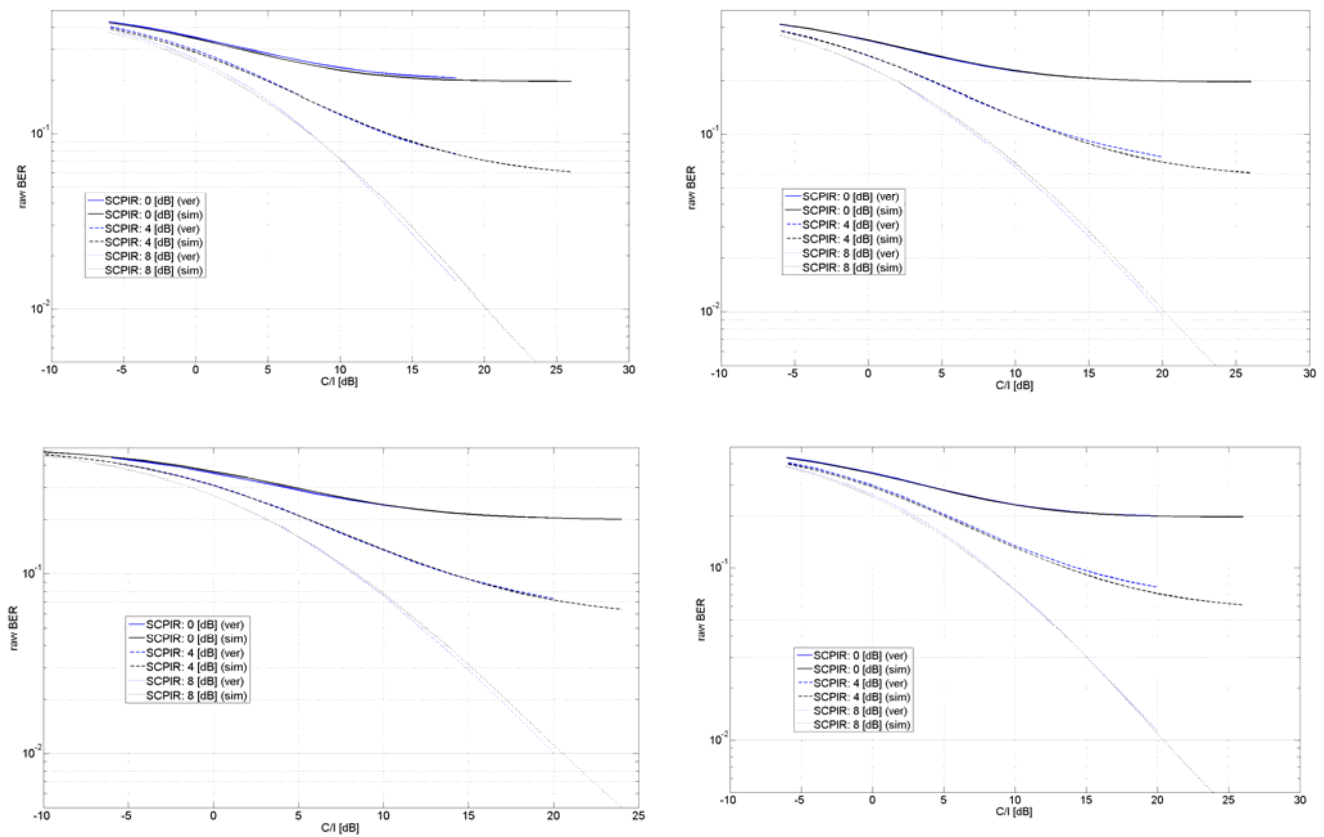 raw BER
10^-1
10^-2
SCPIR: 0 [dB] (ver)
SCPIR: 0 [dB] (sim)
SCPIR: 4 [dB] (ver)
SCPIR: 4 [dB] (sim)
SCPIR: 8 [dB] (ver)
SCPIR: 8 [dB] (sim)
-10 -5 0 5 10 15 20 25 30
C/I [dB]
raw BER
10^-1
10^-2
SCPIR: 0 [dB] (ver)
SCPIR: 0 [dB] (sim)
SCPIR: 4 [dB] (ver)
SCPIR: 4 [dB] (sim)
SCPIR: 8 [dB] (ver)
SCPIR: 8 [dB] (sim)
-10 -5 0 5 10 15 20 25 30
C/I [dB]
raw BER
10^-1
10^-2
SCPIR: 0 [dB] (ver)
SCPIR: 0 [dB] (sim)
SCPIR: 4 [dB] (ver)
SCPIR: 4 [dB] (sim)
SCPIR: 8 [dB] (ver)
SCPIR: 8 [dB] (sim)
-10 -5 0 5 10 15 20 25
C/I [dB]
raw BER
10^-1
10^-2
SCPIR: 0 [dB] (ver)
SCPIR: 0 [dB] (sim)
SCPIR: 4 [dB] (ver)
SCPIR: 4 [dB] (sim)
SCPIR: 8 [dB] (ver)
SCPIR: 8 [dB] (sim)
-10 -5 0 5 10 15 20 25 30
C/I [dB]